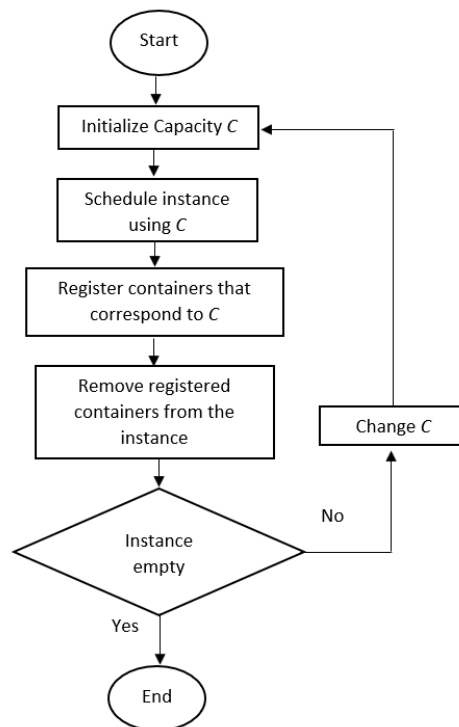 Start
Initialize Capacity C
Schedule instance
using C
Register containers that
correspond to C
Remove registered
containers from the
instance
Change C
No
Instance
empty
Yes
End